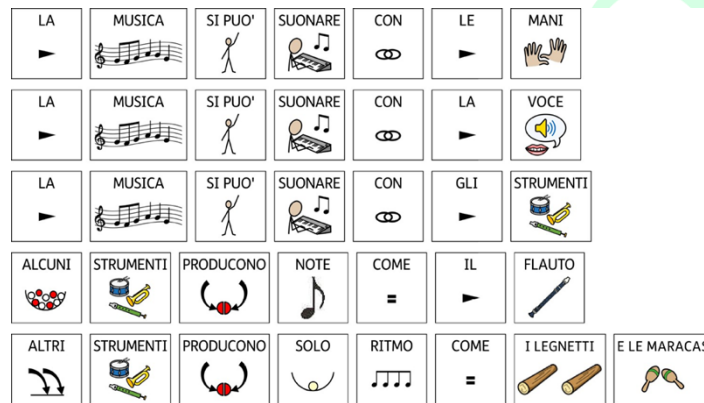 LA MUSICA SI PUO' SUONARE CON LE MANI
LA MUSICA SI PUO' SUONARE CON LA VOCE
LA MUSICA SI PUO' SUONARE CON GLI STRUMENTI
ALCUNI STRUMENTI PRODUCONO NOTE COME IL FLAUTO
ALTRI STRUMENTI PRODUCONO SOLO RITMO COME I LEGNETTI E LE MARACAS